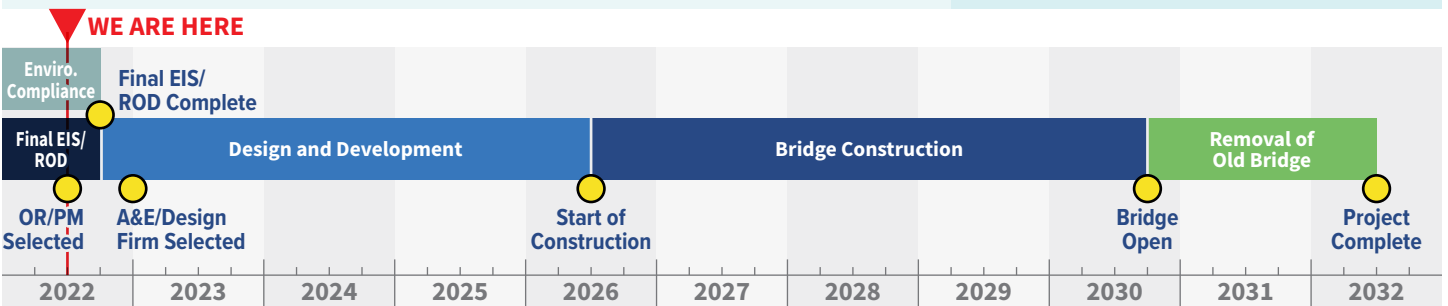 WE ARE HERE
Enviro.
Compliance
Final EIS/
ROD Complete
Final EIS/
ROD
Design and Development
Bridge Construction
Removal of
Old Bridge
OR/PM
Selected
A&E/Design
Firm Selected
Start of
Construction
Bridge
Open
Project
Complete
2022
2023
2024
2025
2026
2027
2028
2029
2030
2031
2032